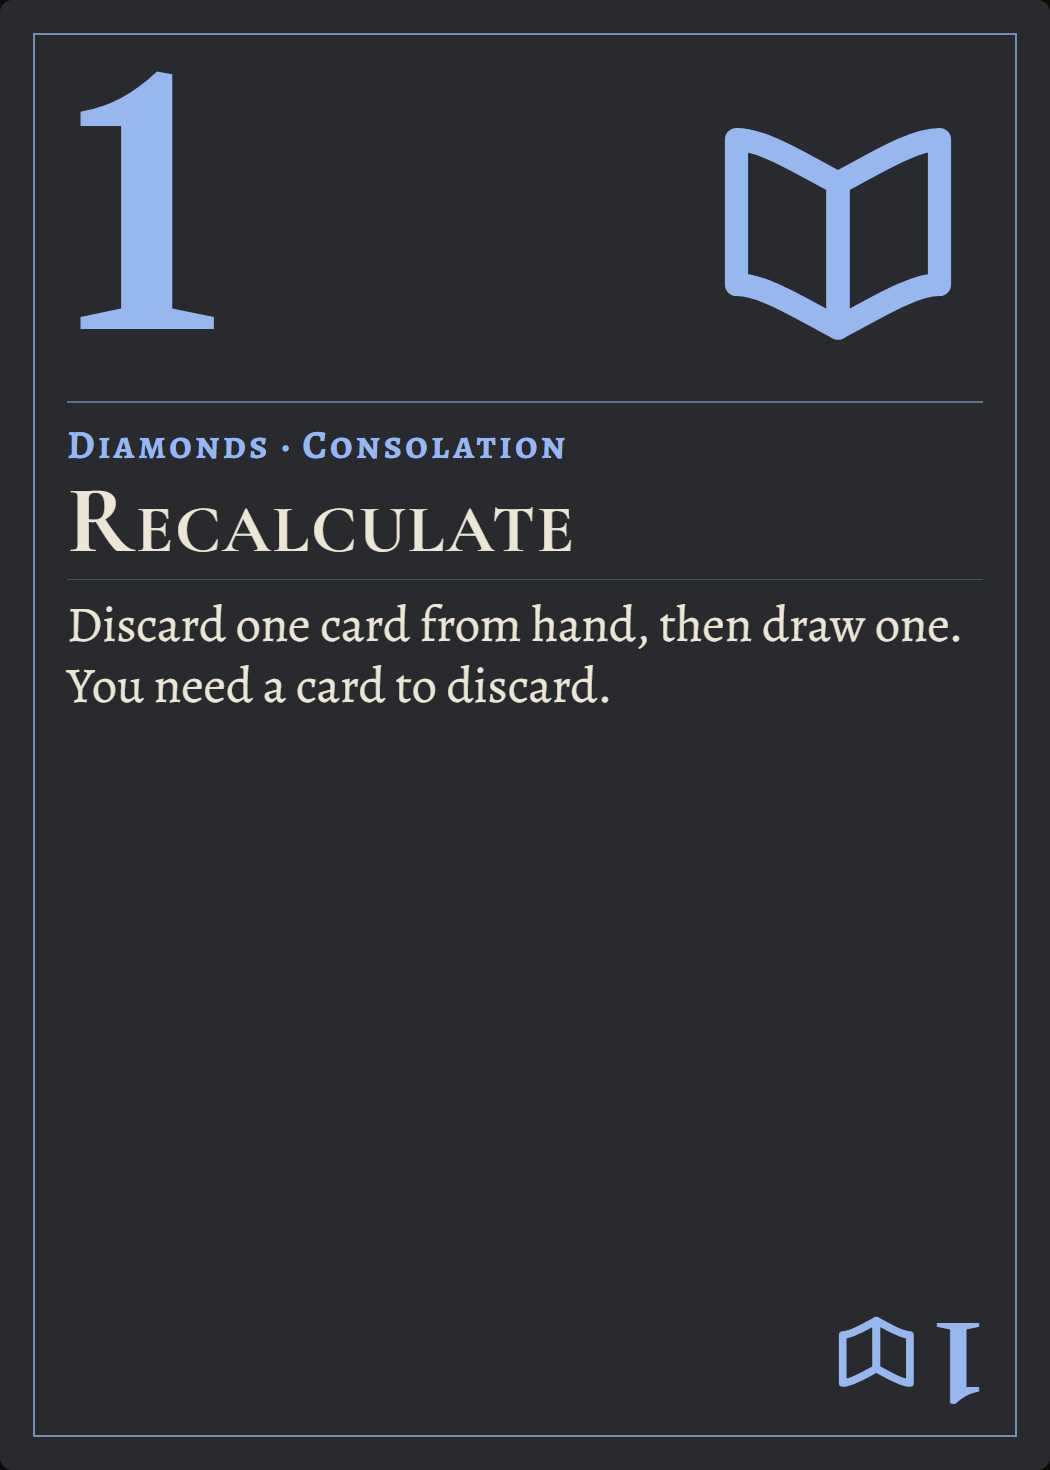 1
Diamonds · Consolation
Recalculate
Discard one card from hand, then draw one.
You need a card to discard.
1